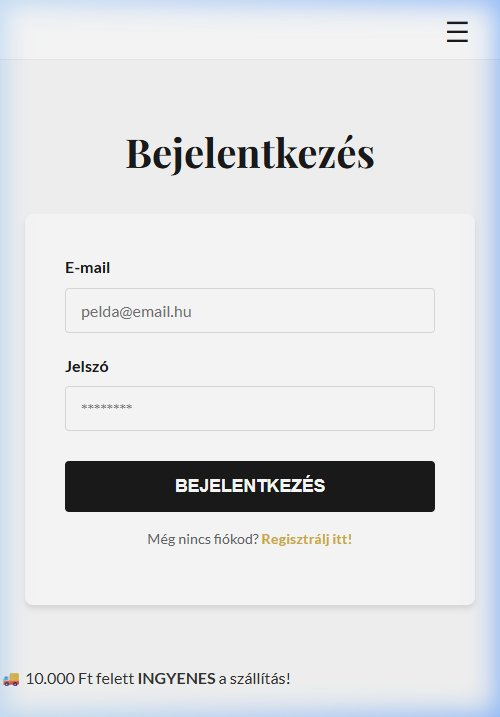 Bejelentkezés
E-mail
pelda@email.hu
Jelszó
********
BEJELENTKEZÉS
Még nincs fiókod? Regisztrálj itt!
🚚 10.000 Ft felett INGYENES a szállítás!